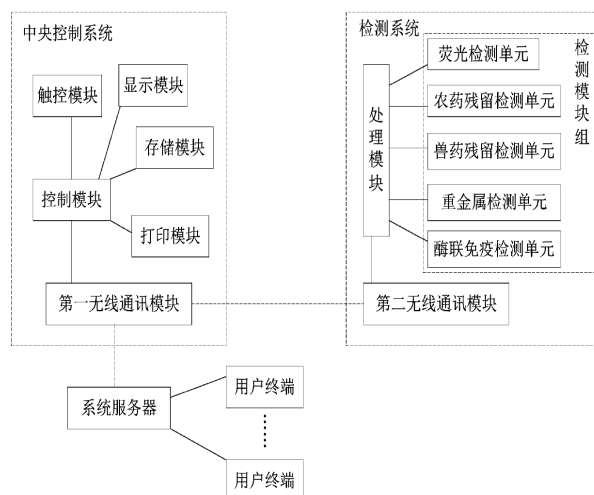 中央控制系统
触控模块
显示模块
存储模块
控制模块
打印模块
第一无线通讯模块
检测系统
处理模块
荧光检测单元
农药残留检测单元
兽药残留检测单元
重金属检测单元
酶联免疫检测单元
检测模块组
第二无线通讯模块
系统服务器
用户终端
用户终端